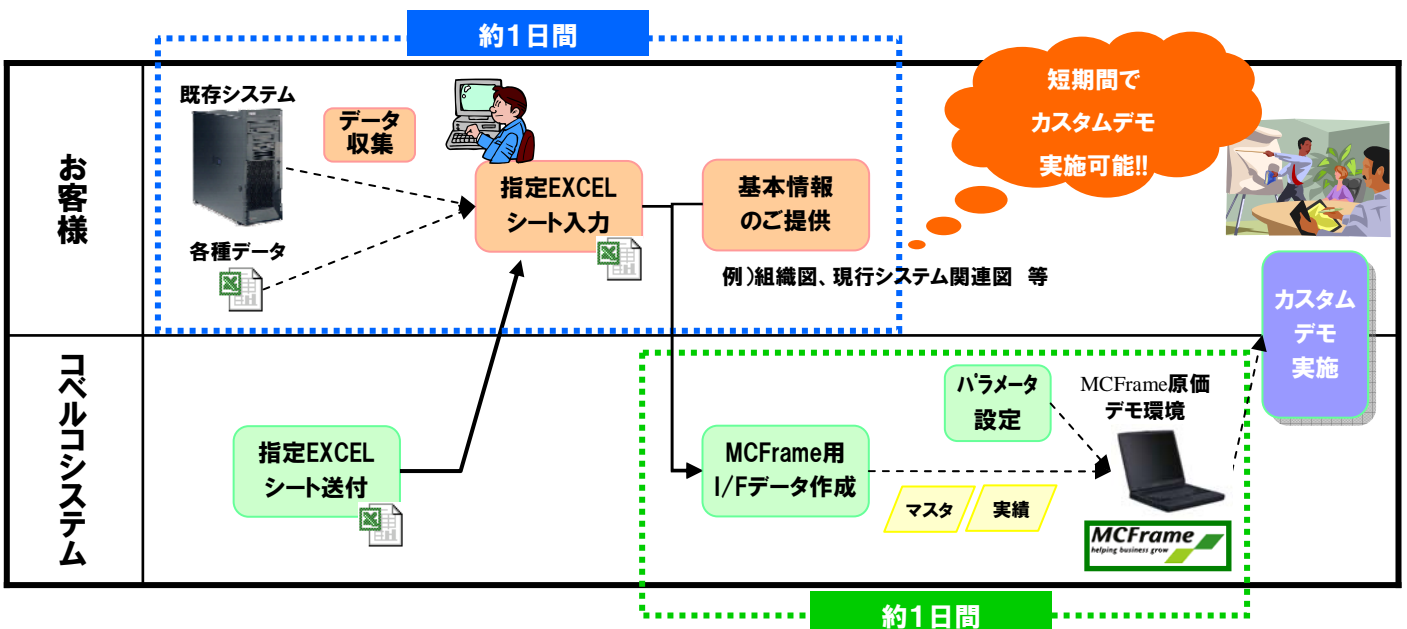 約1日間
短期間で
カスタムデモ
実施可能!!
お客様
既存システム
データ
収集
各種データ
指定EXCEL
シート入力
基本情報
のご提供
例)組織図、現行システム関連図 等
カスタム
デモ
実施
コベルコシステム
指定EXCEL
シート送付
MCFrame用
I/Fデータ作成
マスタ
実績
パラメータ
設定
MCFrame原価
デモ環境
MCFrame
helping business grow
約1日間